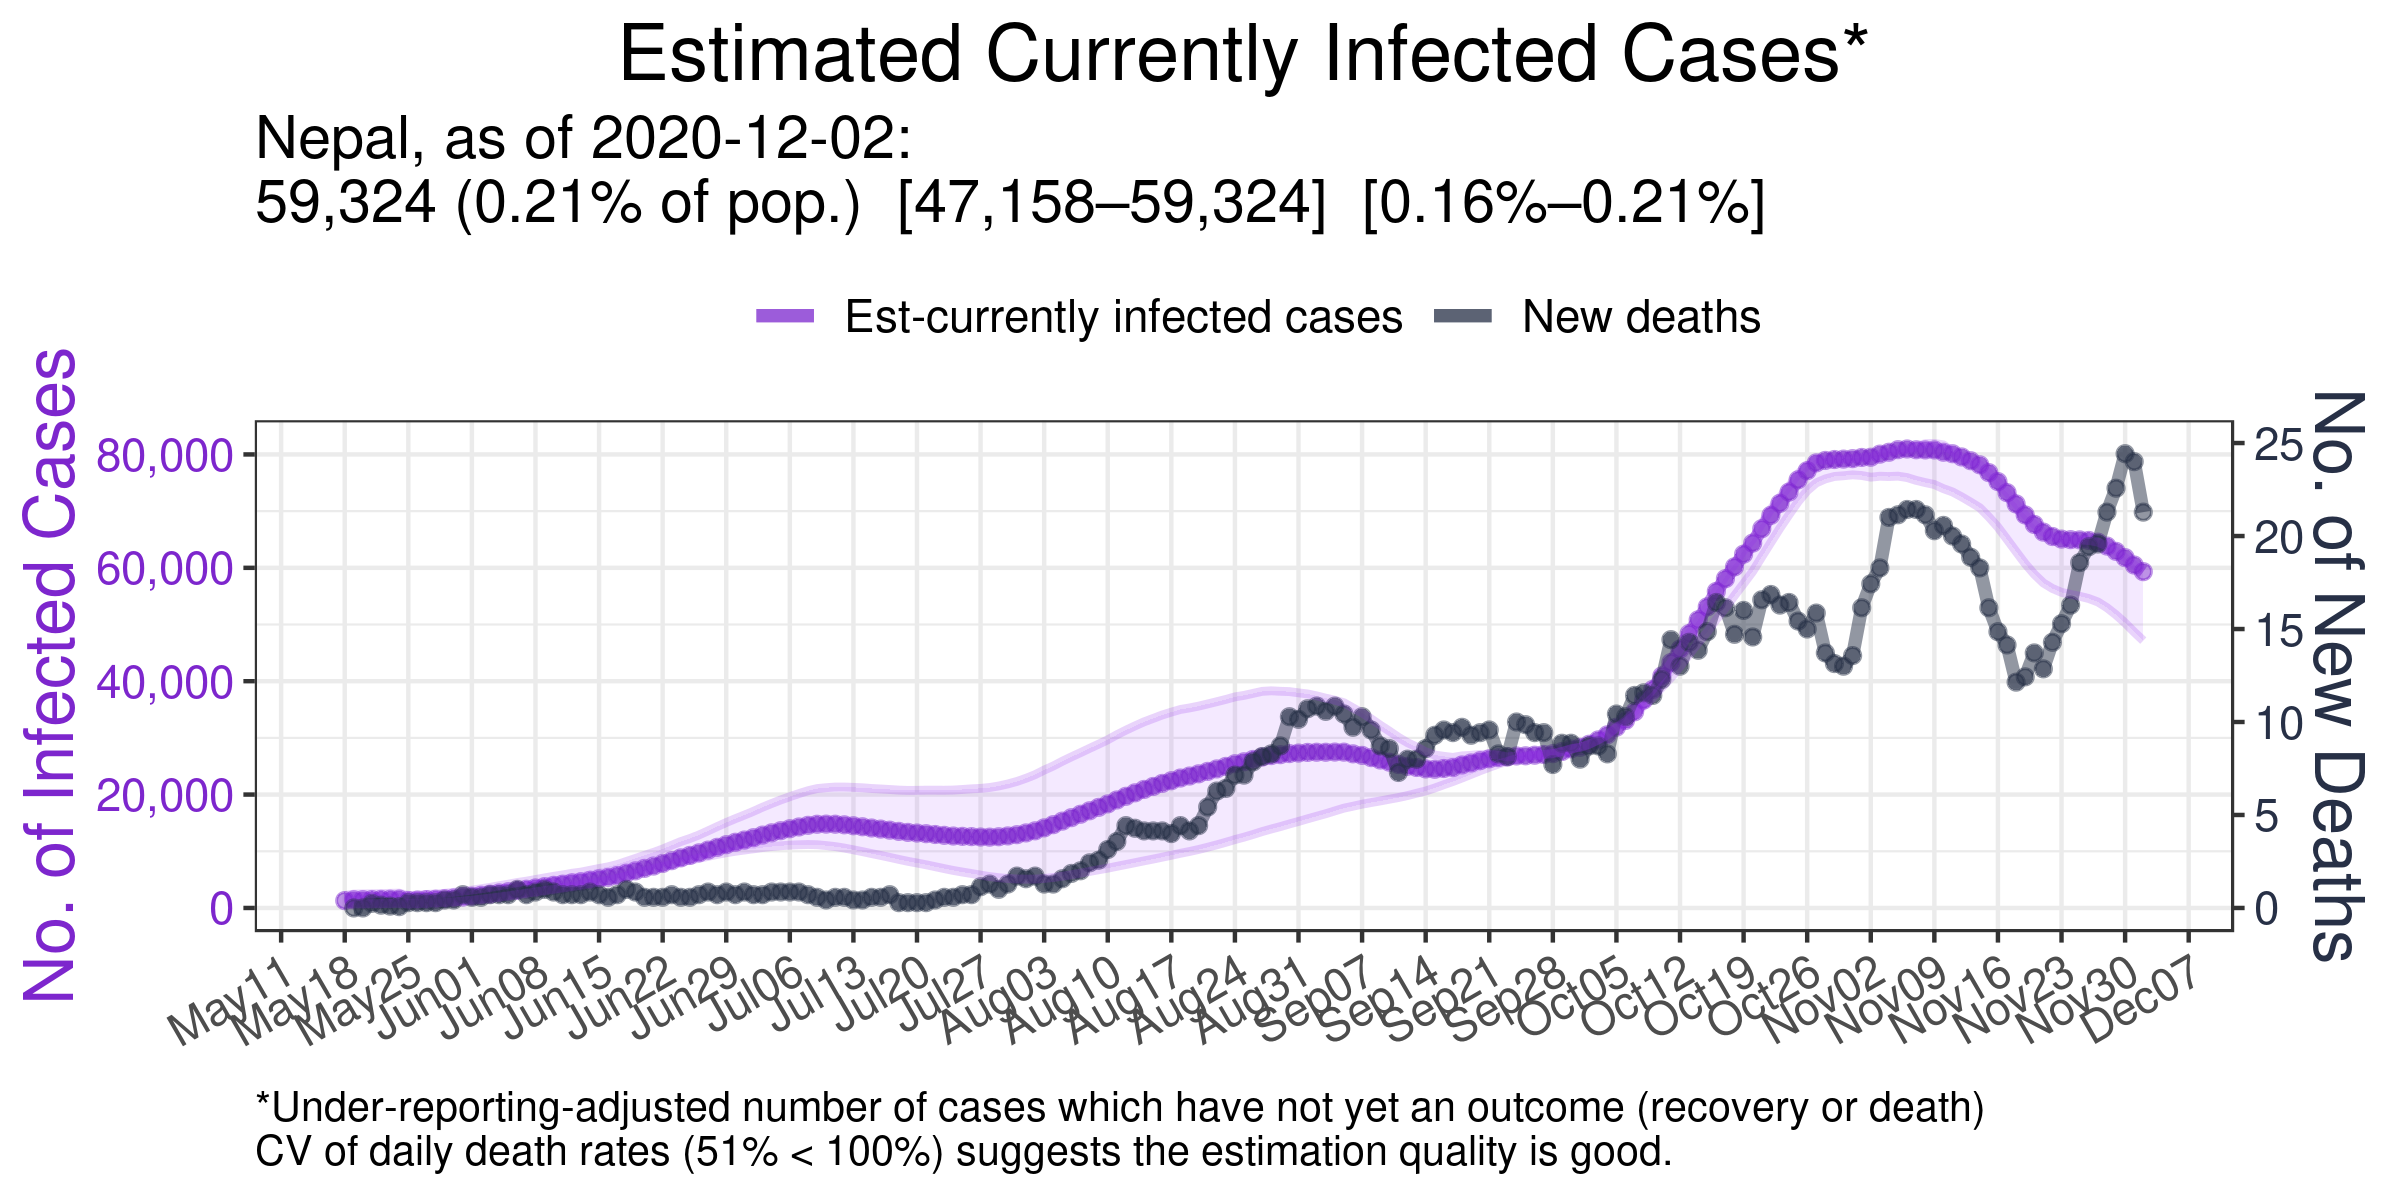 Estimated Currently Infected Cases*
Nepal, as of 2020-12-02:
59,324 (0.21% of pop.) [47,158–59,324] [0.16%–0.21%]
Est-currently infected cases
New deaths
No. of Infected Cases
80,000
60,000
40,000
20,000
0
25
20
15
10
5
0
No. of New Deaths
May11
May18
May25
Jun01
Jun08
Jun15
Jun22
Jun29
Jul06
Jul13
Jul20
Jul27
Aug03
Aug10
Aug17
Aug24
Aug31
Sep07
Sep14
Sep21
Sep28
Oct05
Oct12
Oct19
Oct26
Nov02
Nov09
Nov16
Nov23
Nov30
Dec07
*Under-reporting-adjusted number of cases which have not yet an outcome (recovery or death)
CV of daily death rates (51% < 100%) suggests the estimation quality is good.